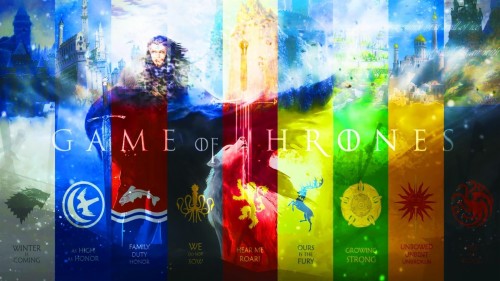 GAME OF THRONES
WINTER
IS COMING
AS HIGH
AS HONOR
FAMILY
DUTY
HONOR
WE
DO NOT
SOW
HEAR ME
ROAR!
OURS
IS THE
FURY
GROWING
STRONG
UNBOWED
UNBENT
UNBROKEN